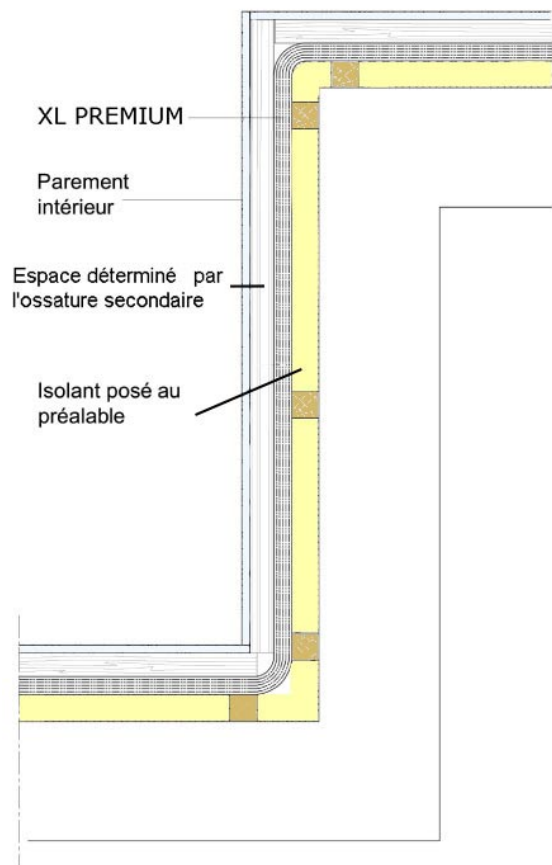 XL PREMIUM
Parement
intérieur
Espace déterminé par
l'ossature secondaire
Isolant posé au
préalable